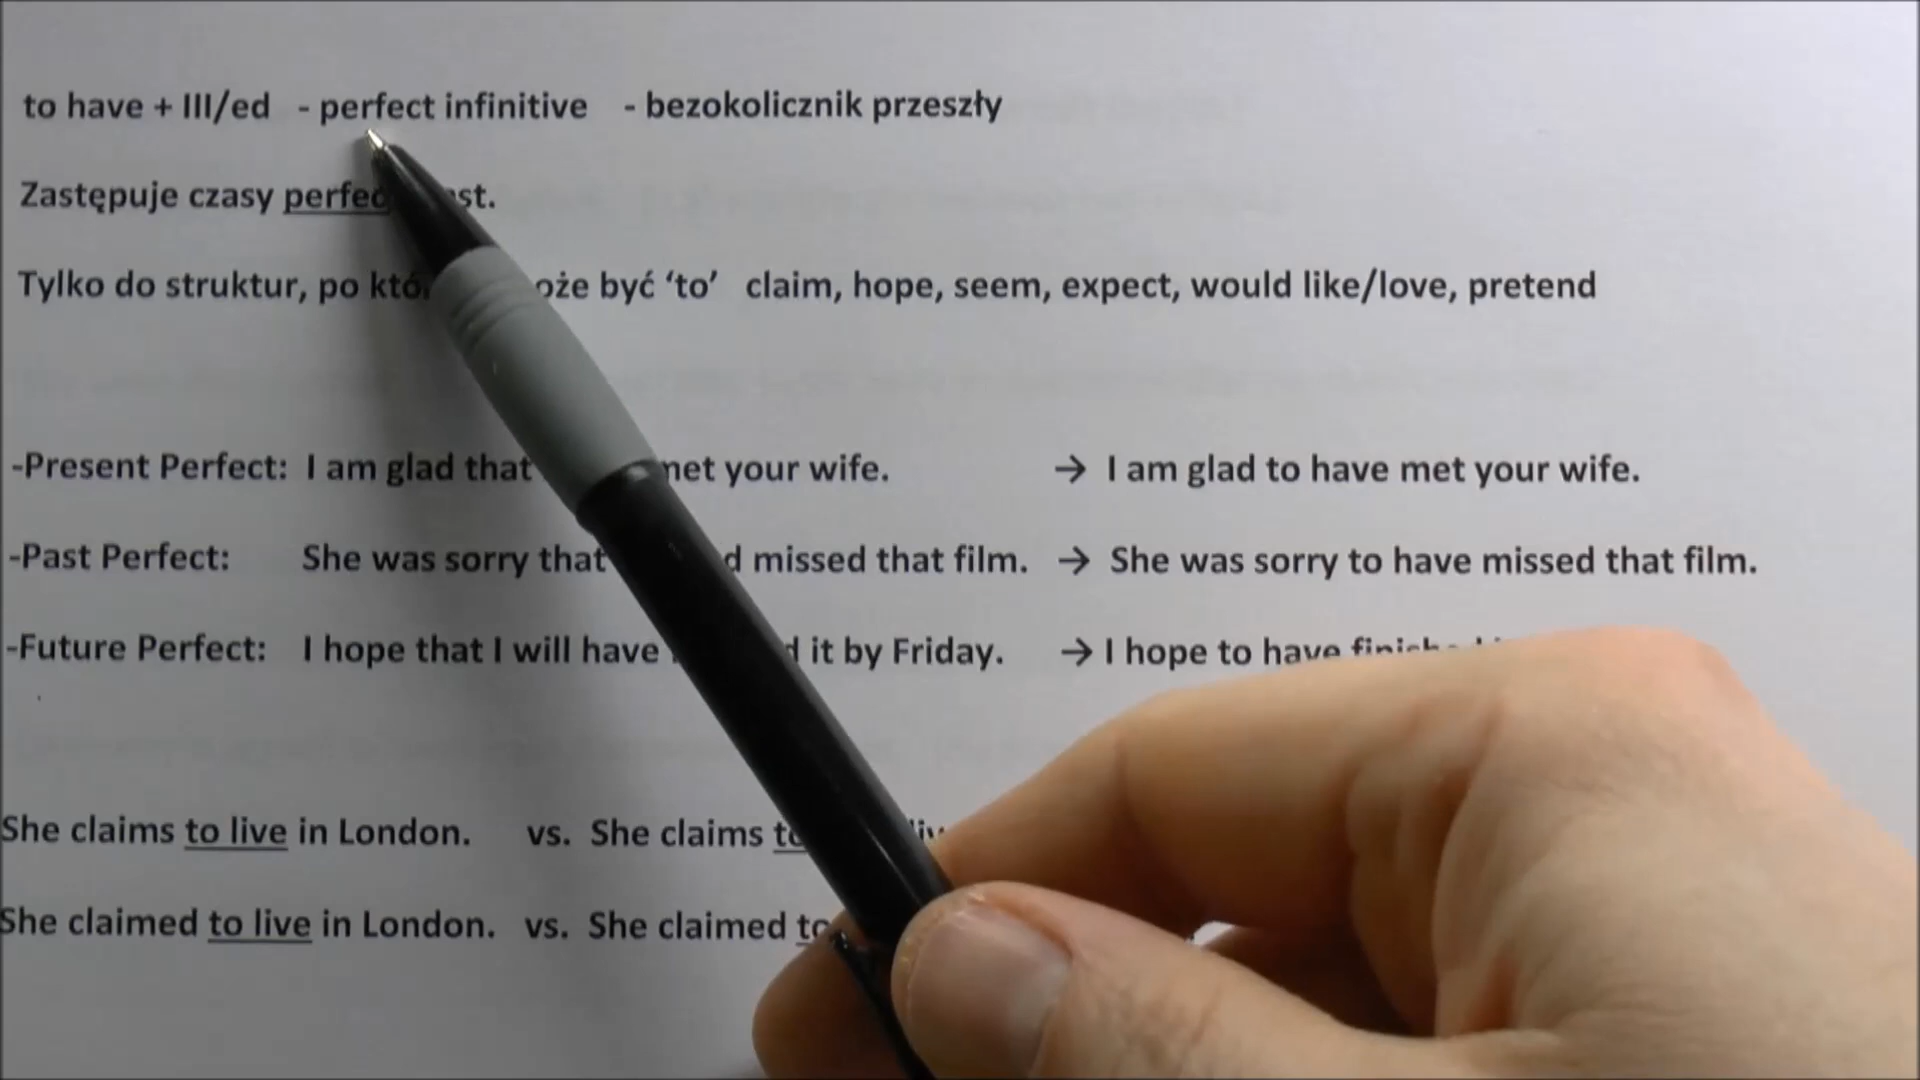 to have + III/ed - perfect infinitive - bezokolicznik przeszły
Zastępuje czasy
Tylko do struktur, po być ‘to’ claim, hope, seem, expect, would like/love, pretend
-Present Perfect: I am glad that your wife. → I am glad to have met your wife.
-Past Perfect: She was sorry that missed that film. → She was sorry to have missed that film.
-Future Perfect: I hope that I will have it by Friday. → I hope to have
She claims to live in London. vs. She claims
She claimed to live in London. vs. She claimed